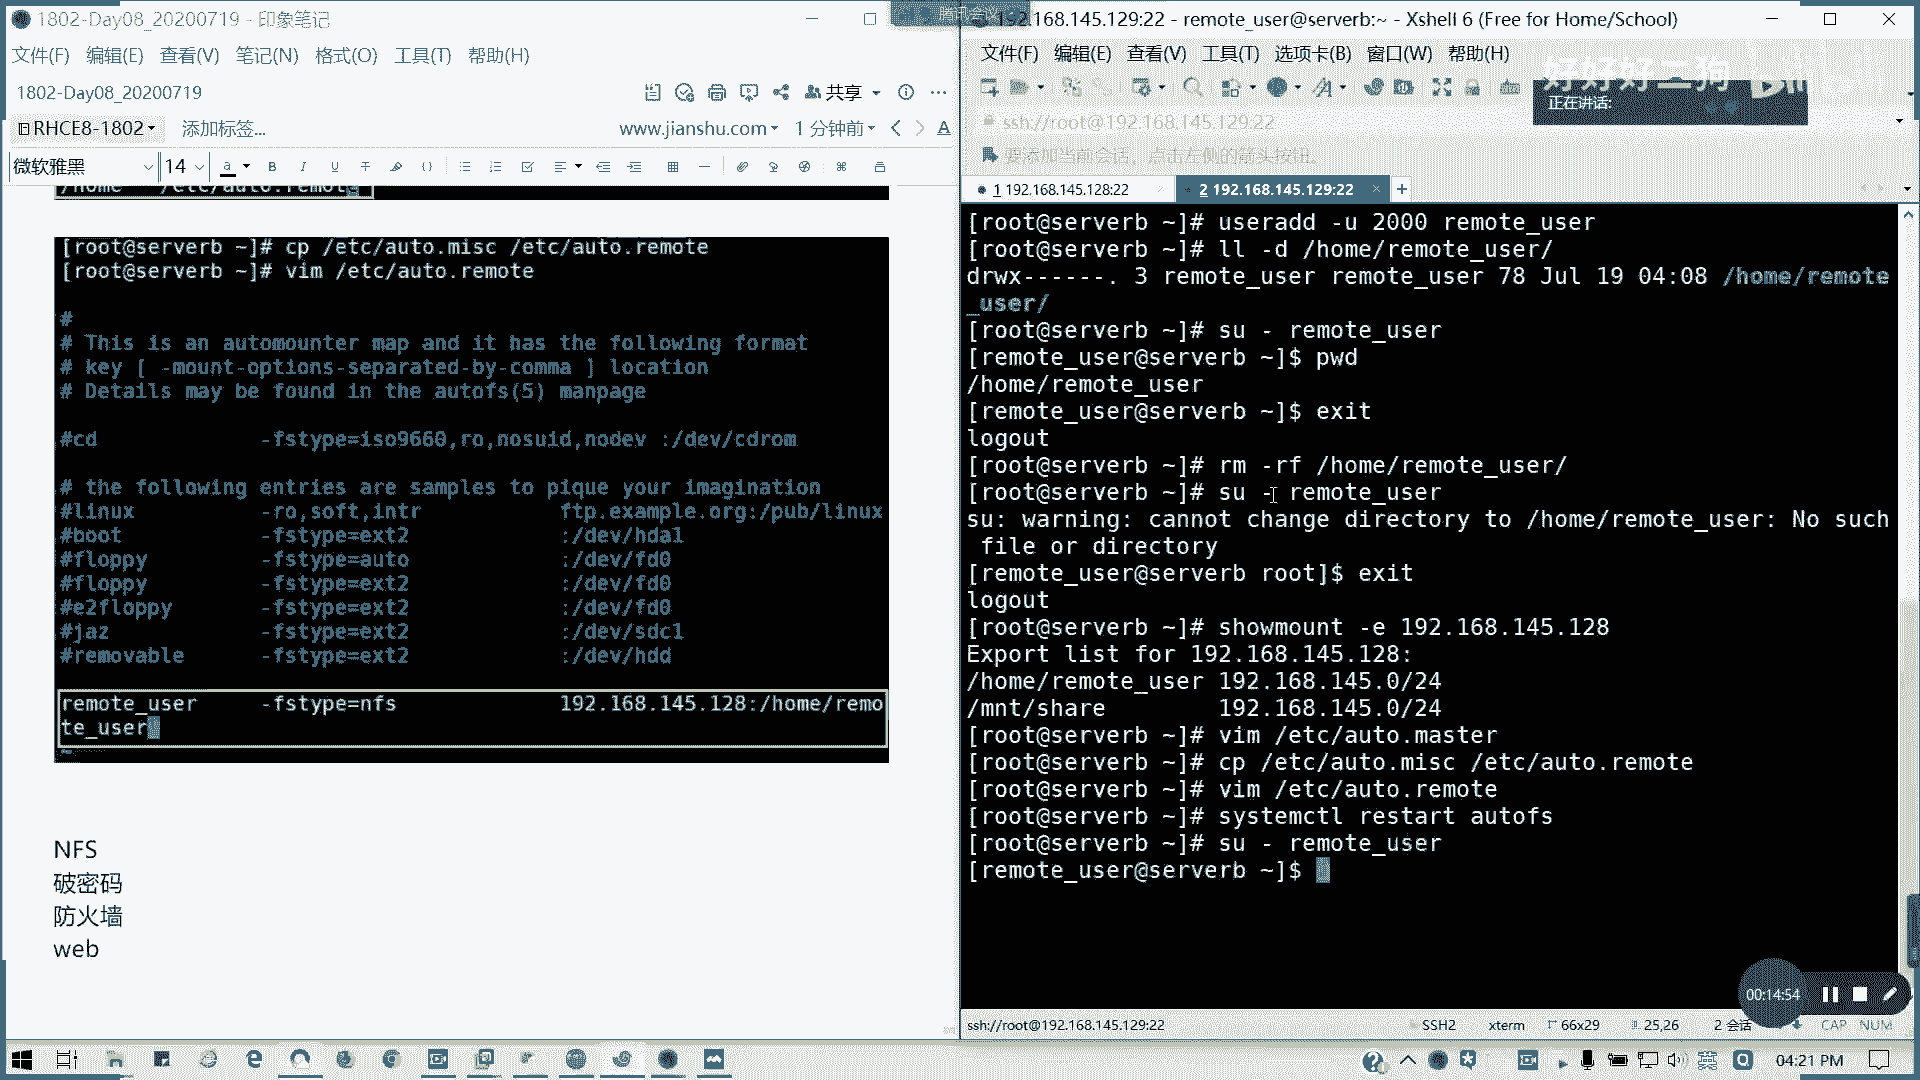 1802-Day08_20200719 - 印象笔记
文件(F) 编辑(E) 查看(V) 笔记(N) 格式(O) 工具(T) 帮助(H)
1802-Day08_20200719
共享
RHCE8-1802
添加标签...
www.jianshu.com
1 分钟前
微软雅黑
14
/home /etc/auto.remote
[root@serverb ~]# cp /etc/auto.misc /etc/auto.remote
[root@serverb ~]# vim /etc/auto.remote
#
# This is an automounter map and it has the following format
# key [ -mount-options-separated-by-comma ] location
# Details may be found in the autofs(5) manpage
#cd -fstype=iso9660,ro,nosuid,nodev :/dev/cdrom
# the following entries are samples to pique your imagination
#linux -ro,soft,intr ftp.example.org:/pub/linux
#boot -fstype=ext2 :/dev/hda1
#floppy -fstype=auto :/dev/fd0
#floppy -fstype=ext2 :/dev/fd0
#e2floppy -fstype=ext2 :/dev/fd0
#jaz -fstype=ext2 :/dev/sdc1
#removable -fstype=ext2 :/dev/hdd
remote_user -fstype=nfs 192.168.145.128:/home/remo
te_user
NFS
破密码
防火墙
web
192.168.145.129:22 - remote_user@serverb:~ - Xshell 6 (Free for Home/School)
文件(F) 编辑(E) 查看(V) 工具(T) 选项卡(B) 窗口(W) 帮助(H)
好好好二狗
正在讲话:
ssh://root@192.168.145.129:22
要添加当前会话，点击左侧的箭头按钮。
1 192.168.145.128:22
2 192.168.145.129:22
[root@serverb ~]# useradd -u 2000 remote_user
[root@serverb ~]# ll -d /home/remote_user/
drwx------. 3 remote_user remote_user 78 Jul 19 04:08 /home/remote
_user/
[root@serverb ~]# su - remote_user
[remote_user@serverb ~]$ pwd
/home/remote_user
[remote_user@serverb ~]$ exit
logout
[root@serverb ~]# rm -rf /home/remote_user/
[root@serverb ~]# su - remote_user
su: warning: cannot change directory to /home/remote_user: No such
file or directory
[remote_user@serverb root]$ exit
logout
[root@serverb ~]# showmount -e 192.168.145.128
Export list for 192.168.145.128:
/home/remote_user 192.168.145.0/24
/mnt/share 192.168.145.0/24
[root@serverb ~]# vim /etc/auto.master
[root@serverb ~]# cp /etc/auto.misc /etc/auto.remote
[root@serverb ~]# vim /etc/auto.remote
[root@serverb ~]# systemctl restart autofs
[root@serverb ~]# su - remote_user
[remote_user@serverb ~]$
00:14:54
ssh://root@192.168.145.129:22
SSH2
xterm
66x29
25,26
2 会话
CAP
NUM
英
04:21 PM